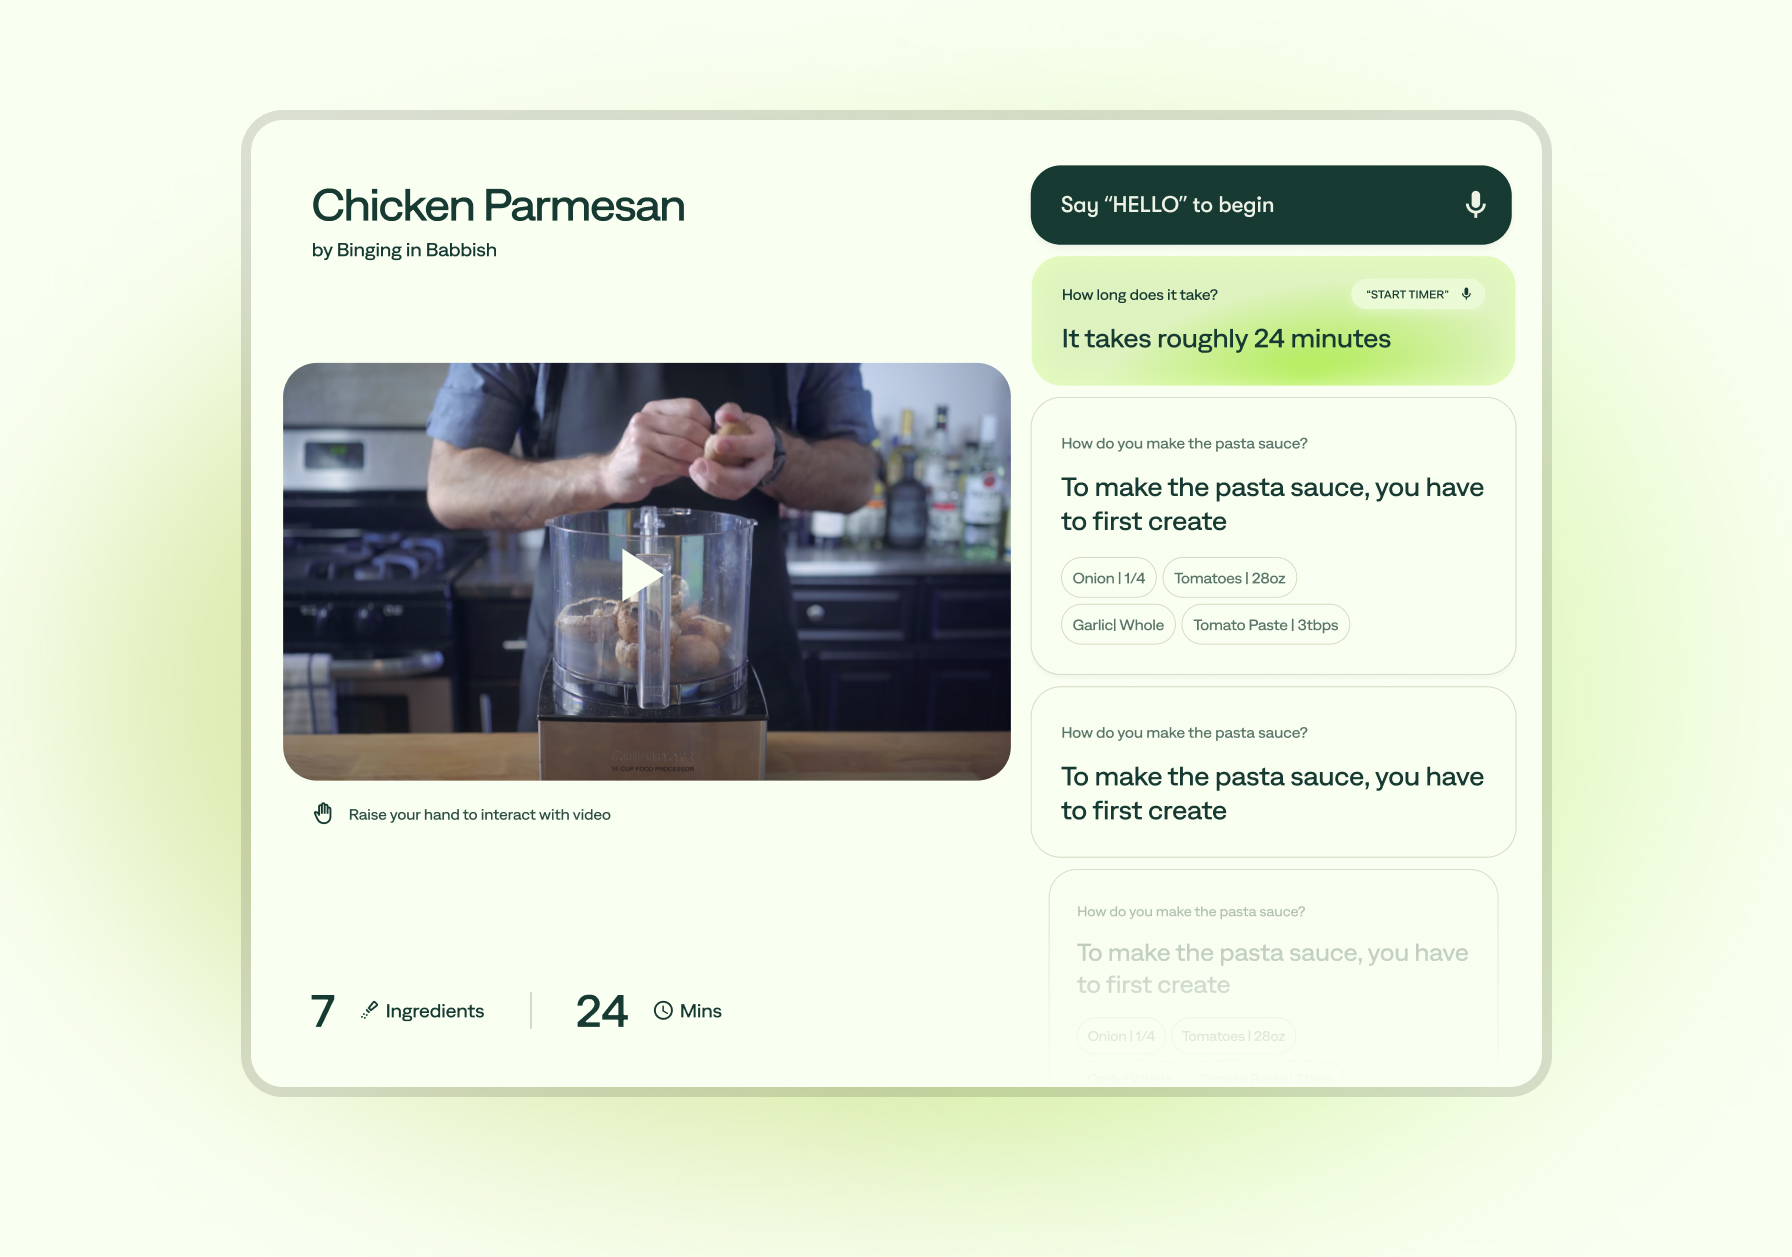 Chicken Parmesan
by Binging in Babbish
Raise your hand to interact with video
7 Ingredients
24 Mins
Say “HELLO” to begin
How long does it take?
“START TIMER”
It takes roughly 24 minutes
How do you make the pasta sauce?
To make the pasta sauce, you have
to first create
Onion | 1/4
Tomatoes | 28oz
Garlic| Whole
Tomato Paste | 3tbps
How do you make the pasta sauce?
To make the pasta sauce, you have
to first create
How do you make the pasta sauce?
To make the pasta sauce, you have
to first create
Onion | 1/4
Tomatoes | 28oz